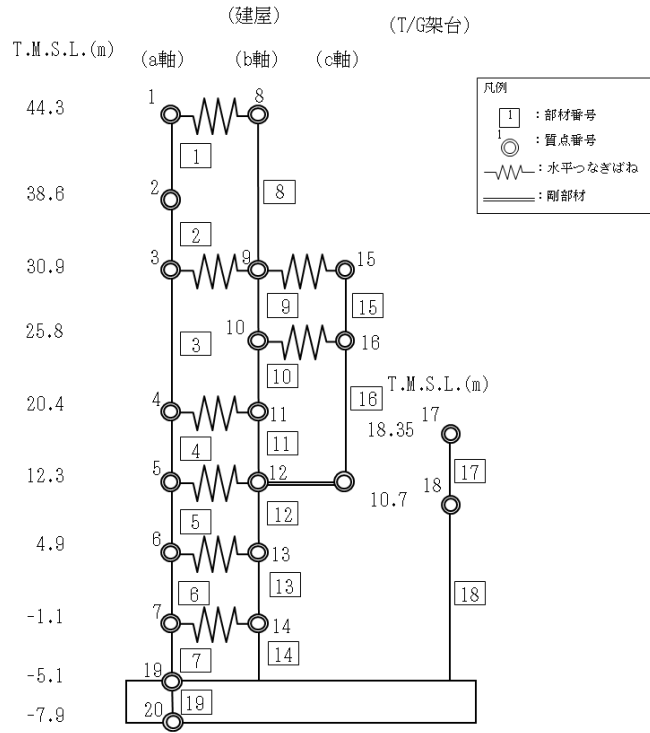 (建屋)
(T/G架台)
T.M.S.L.(m)
(a軸) (b軸) (c軸)
凡例
1 : 部材番号
1 : 質点番号
: 水平つなぎばね
: 剛部材
44.3 1 8
1
38.6 2 8
2
30.9 3 9 15
9 15
25.8 3 10 16
10
T.M.S.L.(m)
20.4 4 11 16 17
18.35
4 11
12.3 5 12 17
10.7 18
5 12
4.9 6 13
6 13 18
-1.1 7 14
7 14
-5.1 19
19
-7.9 20